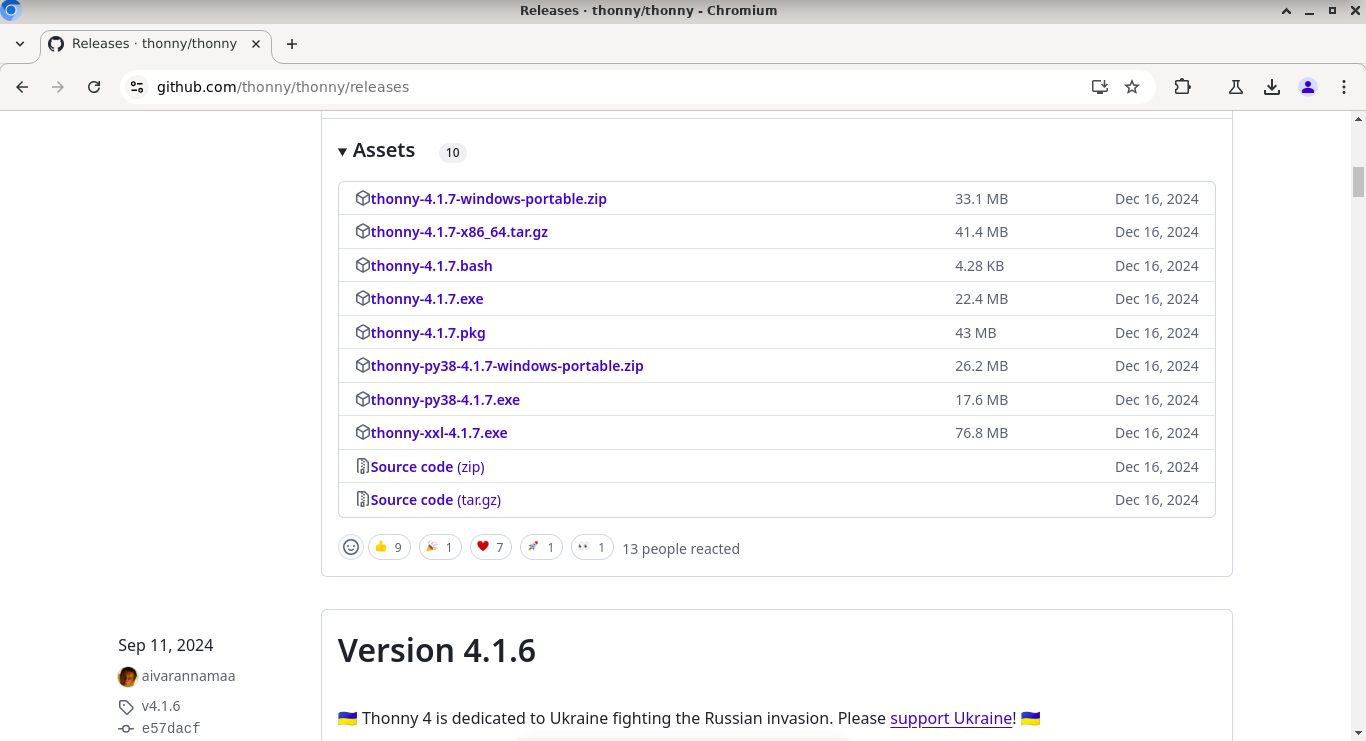 Releases · thonny/thonny - Chromium
Releases · thonny/thonny
github.com/thonny/thonny/releases
Assets 10
thonny-4.1.7-windows-portable.zip 33.1 MB Dec 16, 2024
thonny-4.1.7-x86_64.tar.gz 41.4 MB Dec 16, 2024
thonny-4.1.7.bash 4.28 KB Dec 16, 2024
thonny-4.1.7.exe 22.4 MB Dec 16, 2024
thonny-4.1.7.pkg 43 MB Dec 16, 2024
thonny-py38-4.1.7-windows-portable.zip 26.2 MB Dec 16, 2024
thonny-py38-4.1.7.exe 17.6 MB Dec 16, 2024
thonny-xxl-4.1.7.exe 76.8 MB Dec 16, 2024
Source code (zip) Dec 16, 2024
Source code (tar.gz) Dec 16, 2024
👍 9 🎉 1 ❤️ 7 🚀 1 👀 1 13 people reacted
Sep 11, 2024
aivarannamaa
v4.1.6
e57dacf
Version 4.1.6
🇺🇦 Thonny 4 is dedicated to Ukraine fighting the Russian invasion. Please support Ukraine! 🇺🇦